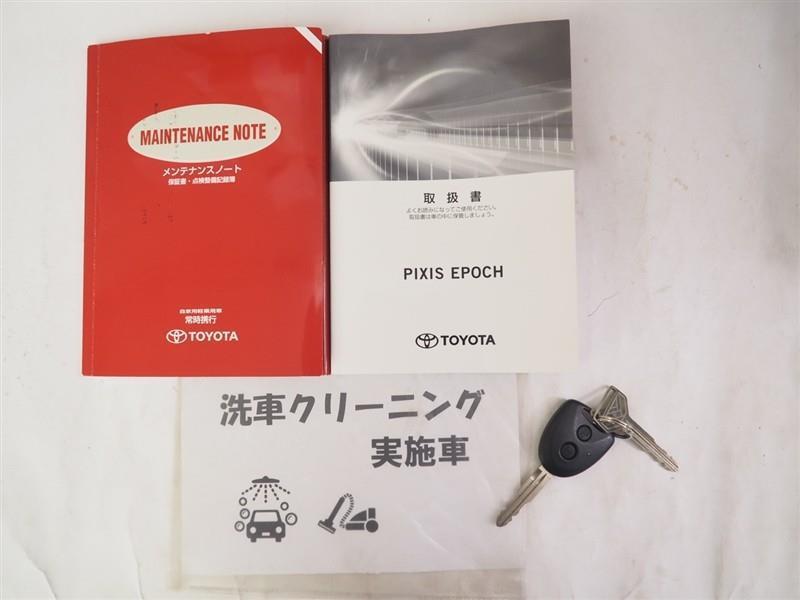 MAINTENANCE NOTE
メンテナンスノート
保証書・点検整備記録簿
自家用軽乗用車
常時携行
TOYOTA
取扱書
よくお読みになってご使用ください。
取扱書は車の中に保管しましょう。
PIXIS EPOCH
TOYOTA
洗車クリーニング
実施車